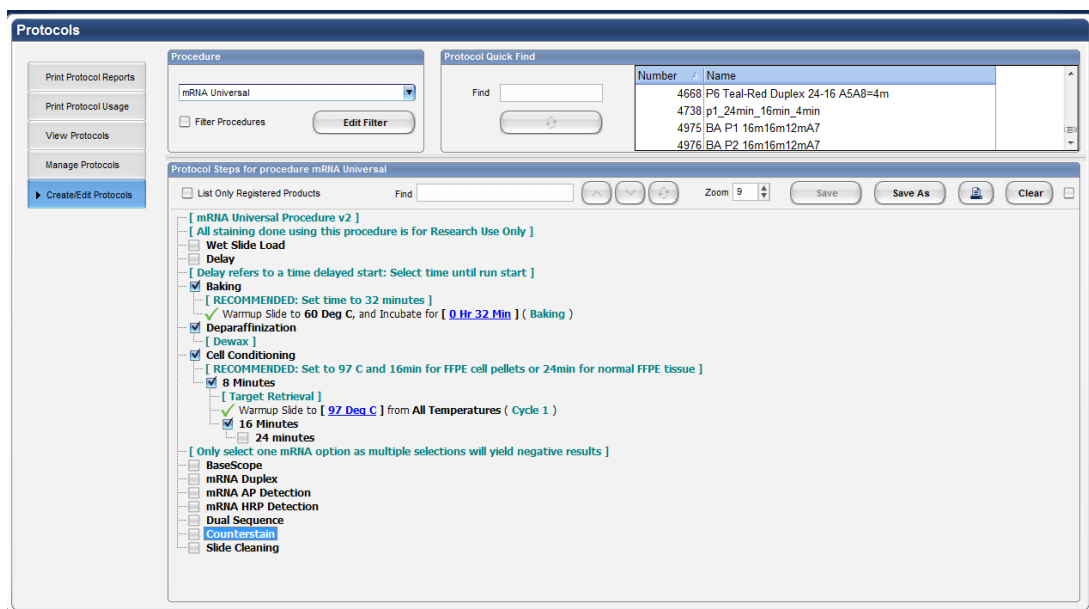 Protocols
Print Protocol Reports
Print Protocol Usage
View Protocols
Manage Protocols
Create/Edit Protocols
Procedure
mRNA Universal
Filter Procedures
Edit Filter
Protocol Quick Find
Find
Number Name
4668 P6 Teal-Red Duplex 24-16 A5A8=4m
4738 p1_24min_16min_4min
4975 BA P1 16m16m12mA7
4976 BA P2 16m16m12mA7
Protocol Steps for procedure mRNA Universal
List Only Registered Products Find Zoom 9 Save Save As Clear
[ mRNA Universal Procedure v2 ]
[ All staining done using this procedure is for Research Use Only ]
Wet Slide Load
Delay
[ Delay refers to a time delayed start: Select time until run start ]
Baking
[ RECOMMENDED: Set time to 32 minutes ]
Warmup Slide to 60 Deg C, and Incubate for [ 0 Hr 32 Min ] ( Baking )
Deparaffinization
[ Dewax ]
Cell Conditioning
[ RECOMMENDED: Set to 97 C and 16min for FFPE cell pellets or 24min for normal FFPE tissue ]
8 Minutes
[ Target Retrieval ]
Warmup Slide to [ 97 Deg C ] from All Temperatures ( Cycle 1 )
16 Minutes
24 minutes
[ Only select one mRNA option as multiple selections will yield negative results ]
BaseScope
mRNA Duplex
mRNA AP Detection
mRNA HRP Detection
Dual Sequence
Counterstain
Slide Cleaning